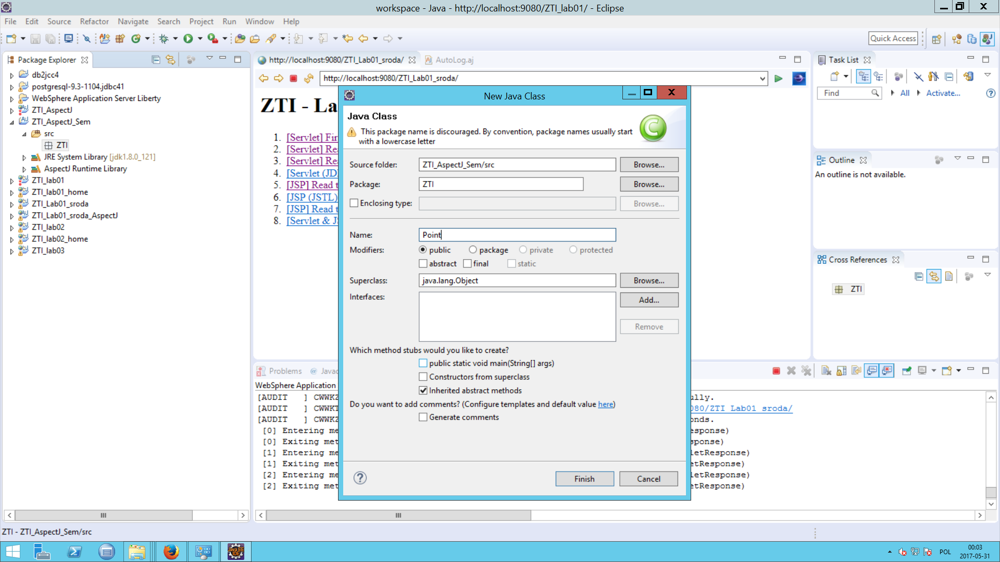 workspace - Java - http://localhost:9080/ZTI_lab01/ - Eclipse
File Edit Source Refactor Navigate Search Project Run Window Help
Quick Access
Package Explorer
db2jcc4
postgresql-9.3-1104.jdbc41
WebSphere Application Server Liberty
ZTI_AspectJ
ZTI_AspectJ_Sem
src
ZTI
JRE System Library [jdk1.8.0_121]
AspectJ Runtime Library
ZTI_lab01
ZTI_lab01_home
ZTI_Lab01_sroda
ZTI_Lab01_sroda_AspectJ
ZTI_lab02
ZTI_lab02_home
ZTI_lab03
http://localhost:9080/ZTI_Lab01_sroda/ AutoLog.aj
http://localhost:9080/ZTI_Lab01_sroda/
ZTI - La
1. [Servlet] Fir
2. [Servlet] Re
3. [Servlet] Re
4. [Servlet (JD
5. [JSP] Read t
6. [JSP (JSTL)
7. [JSP] Read t
8. [Servlet & J
New Java Class
Java Class
This package name is discouraged. By convention, package names usually start
with a lowercase letter
Source folder: ZTI_AspectJ_Sem/src Browse...
Package: ZTI Browse...
Enclosing type: Browse...
Name: Point
Modifiers: public package private protected
abstract final static
Superclass: java.lang.Object Browse...
Interfaces: Add...
Remove
Which method stubs would you like to create?
public static void main(String[] args)
Constructors from superclass
Inherited abstract methods
Do you want to add comments? (Configure templates and default value here)
Generate comments
Finish Cancel
Task List
Find All Activate...
Outline
An outline is not available.
Cross References
ZTI
Problems @ Javac
WebSphere Application
[AUDIT ] CWWKZ lly.
[AUDIT ] CWWKT 080/ZTI_Lab01_sroda/
[AUDIT ] CWWKZ onds.
[0] Entering me esponse)
[0] Exiting met sponse)
[1] Entering me letResponse)
[1] Exiting met etResponse)
[2] Entering me letResponse)
[2] Exiting met etResponse)
ZTI - ZTI_AspectJ_Sem/src
Java EE
IDE
POL
00:03
2017-05-31